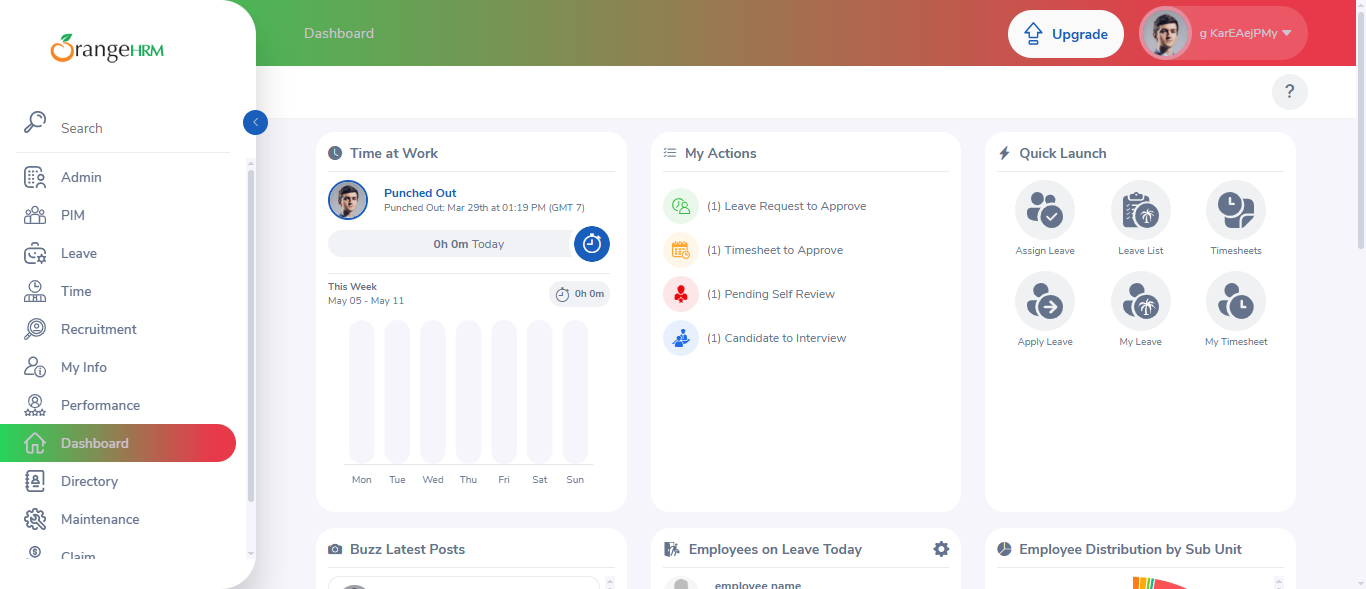 OrangeHRM
Search
Admin
PIM
Leave
Time
Recruitment
My Info
Performance
Dashboard
Directory
Maintenance
Claim
Dashboard
Upgrade
g KarEAejPMy
?
Time at Work
Punched Out
Punched Out: Mar 29th at 01:19 PM (GMT 7)
0h 0m Today
This Week
May 05 - May 11
0h 0m
Mon Tue Wed Thu Fri Sat Sun
My Actions
(1) Leave Request to Approve
(1) Timesheet to Approve
(1) Pending Self Review
(1) Candidate to Interview
Quick Launch
Assign Leave Leave List Timesheets
Apply Leave My Leave My Timesheet
Buzz Latest Posts
Employees on Leave Today
employee name
Employee Distribution by Sub Unit